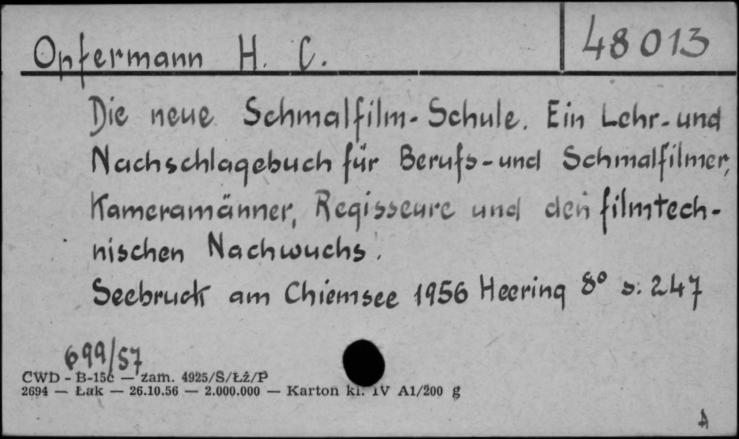 Opfermann H. C.
48013
Die neue Schmalfilm-Schule. Ein Lehr-und
Nachschlagebuch für Berufs-und Schmalfilmer,
Kameramänner, Regisseure und den filmtech-
nischen Nachwuchs.
Seebruck am Chiemsee 1956 Heering 8° s. 247
699/57
CWD - B-15c — zam. 4925/S/Łż/P
2694 — Łak — 26.10.56 — 2.000.000 — Karton kl. IV A1/200 g
A